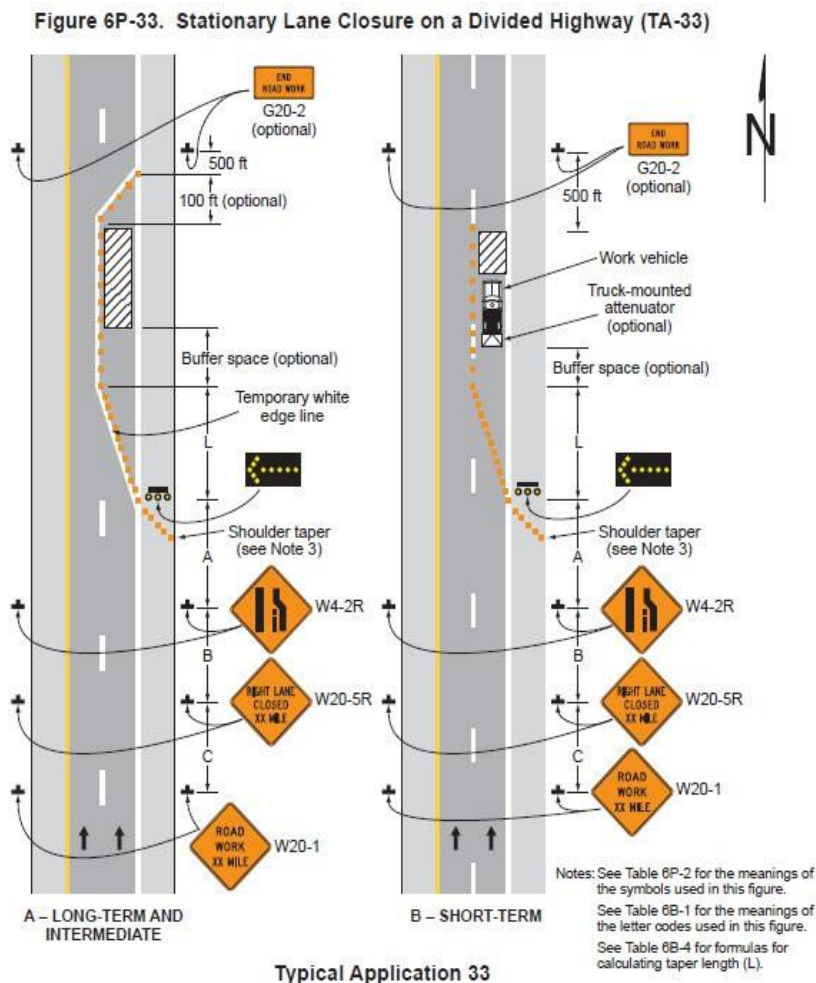 Figure 6P-33. Stationary Lane Closure on a Divided Highway (TA-33)
END
ROAD WORK
G20-2
(optional)
500 ft
100 ft (optional)
Buffer space (optional)
Temporary white
edge line
L
Shoulder taper
(see Note 3)
A
W4-2R
B
RIGHT LANE
CLOSED
XX MILE
W20-5R
C
ROAD
WORK
XX MILE
W20-1
A – LONG-TERM AND
INTERMEDIATE
END
ROAD WORK
G20-2
(optional)
500 ft
N
Work vehicle
Truck-mounted
attenuator
(optional)
Buffer space (optional)
L
Shoulder taper
(see Note 3)
A
W4-2R
B
RIGHT LANE
CLOSED
XX MILE
W20-5R
C
ROAD
WORK
XX MILE
W20-1
B – SHORT-TERM
Notes: See Table 6P-2 for the meanings of
the symbols used in this figure.
See Table 6B-1 for the meanings of
the letter codes used in this figure.
See Table 6B-4 for formulas for
calculating taper length (L).
Typical Application 33